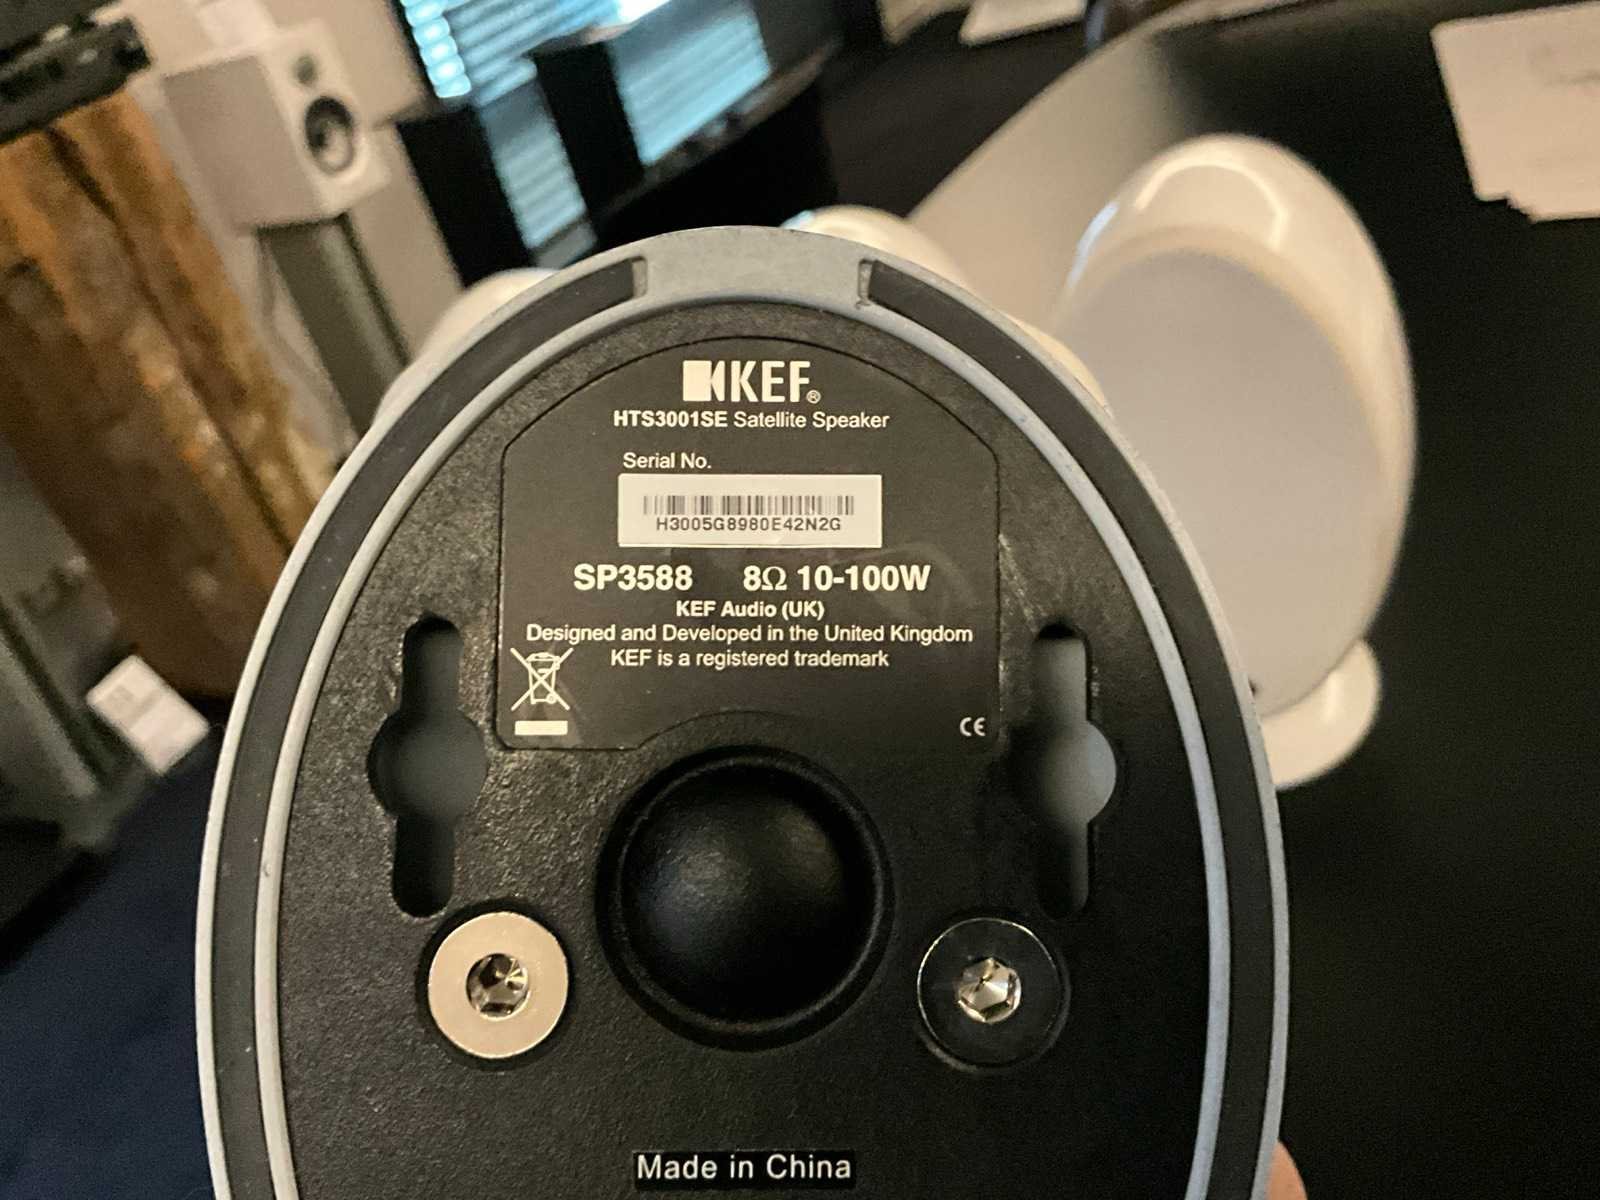 KEF®
HTS3001SE Satellite Speaker
Serial No.
H3005G8980E42N2G
SP3588 8Ω 10-100W
KEF Audio (UK)
Designed and Developed in the United Kingdom
KEF is a registered trademark
CE
Made in China